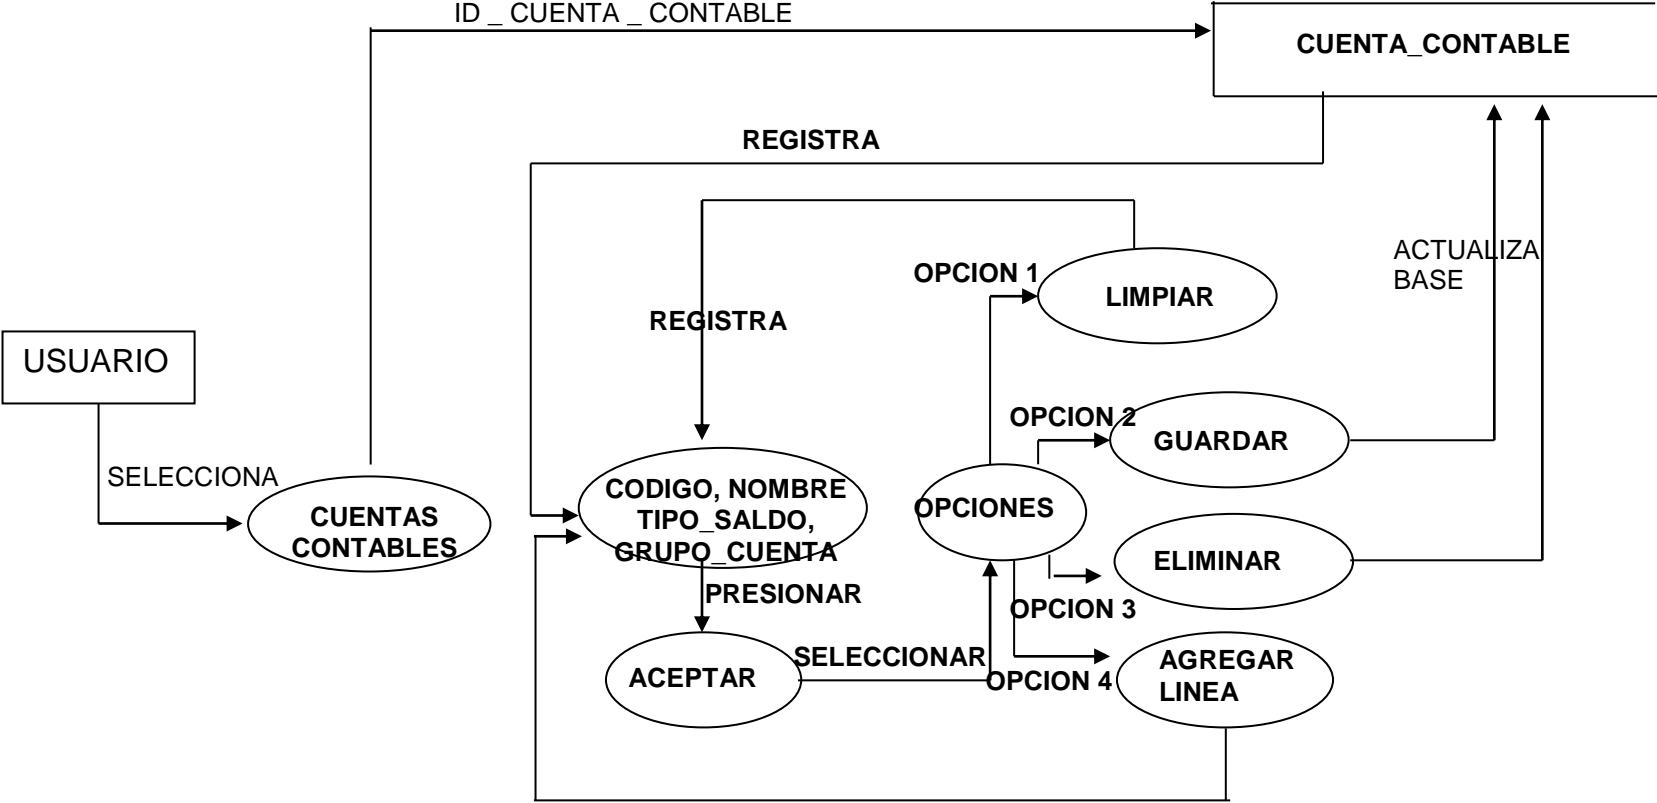 ID _ CUENTA _ CONTABLE
CUENTA_CONTABLE
REGISTRA
ACTUALIZA
BASE
OPCION 1
LIMPIAR
REGISTRA
USUARIO
OPCION 2
GUARDAR
SELECCIONA
CUENTAS
CONTABLES
CODIGO, NOMBRE
TIPO_SALDO,
GRUPO_CUENTA
OPCIONES
ELIMINAR
PRESIONAR
OPCION 3
ACEPTAR
SELECCIONAR
OPCION 4
AGREGAR
LINEA